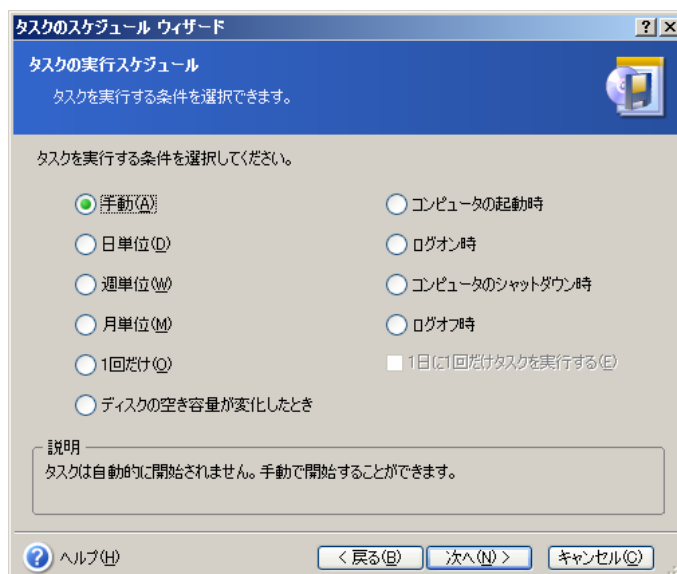 タスクのスケジュール ウィザード
タスクの実行スケジュール
タスクを実行する条件を選択できます。
タスクを実行する条件を選択してください。
手動(A)
日単位(D)
週単位(W)
月単位(M)
1回だけ(O)
ディスクの空き容量が変化したとき
コンピュータの起動時
ログオン時
コンピュータのシャットダウン時
ログオフ時
1日に1回だけタスクを実行する(E)
説明
タスクは自動的に開始されません。手動で開始することができます。
ヘルプ(H)
< 戻る(B)
次へ(N) >
キャンセル(C)